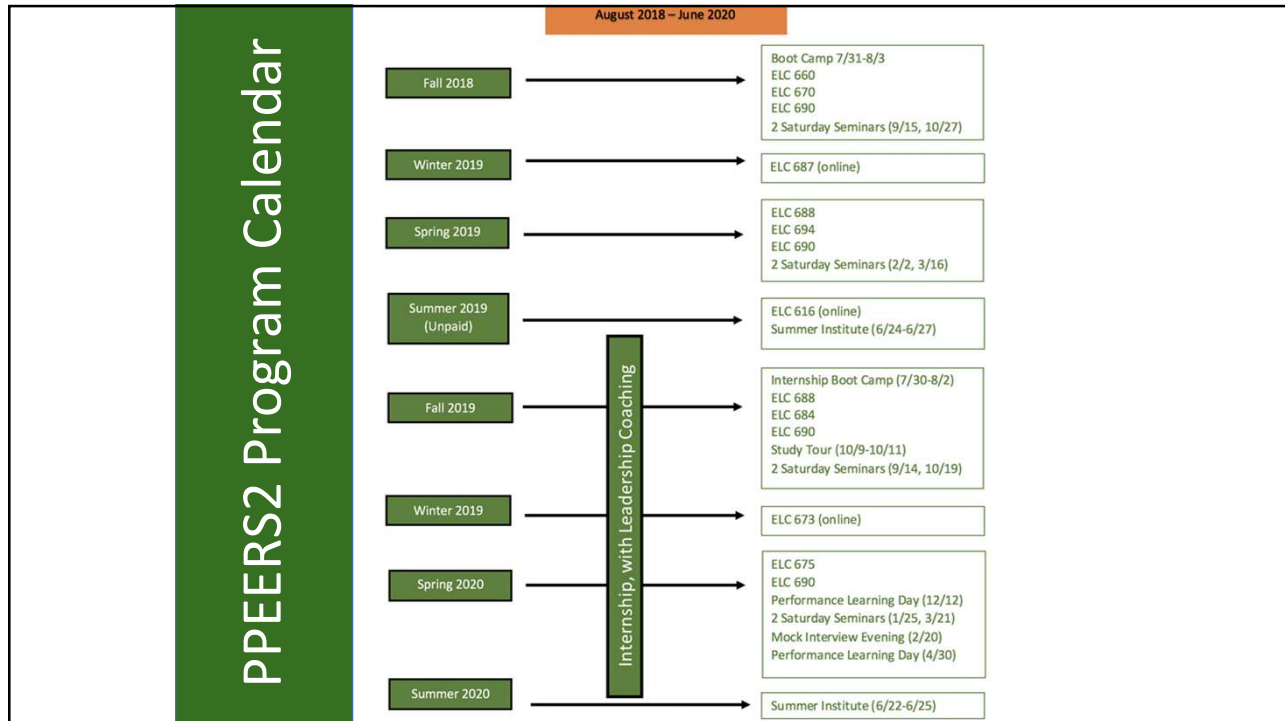 PPEERS2 Program Calendar
August 2018 – June 2020
Fall 2018
Boot Camp 7/31-8/3
ELC 660
ELC 670
ELC 690
2 Saturday Seminars (9/15, 10/27)
Winter 2019
ELC 687 (online)
Spring 2019
ELC 688
ELC 694
ELC 690
2 Saturday Seminars (2/2, 3/16)
Summer 2019
(Unpaid)
ELC 616 (online)
Summer Institute (6/24-6/27)
Internship, with Leadership Coaching
Fall 2019
Internship Boot Camp (7/30-8/2)
ELC 688
ELC 684
ELC 690
Study Tour (10/9-10/11)
2 Saturday Seminars (9/14, 10/19)
Winter 2019
ELC 673 (online)
Spring 2020
ELC 675
ELC 690
Performance Learning Day (12/12)
2 Saturday Seminars (1/25, 3/21)
Mock Interview Evening (2/20)
Performance Learning Day (4/30)
Summer 2020
Summer Institute (6/22-6/25)